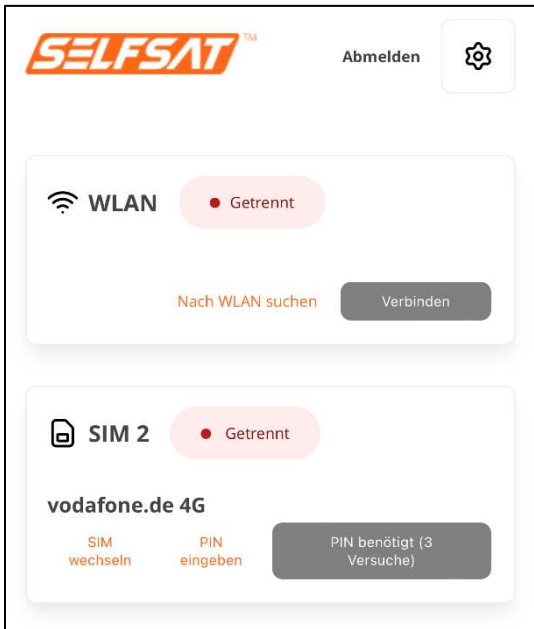 SELFSAT™
Abmelden
WLAN
Getrennt
Nach WLAN suchen
Verbinden
SIM 2
Getrennt
vodafone.de 4G
SIM
wechseln
PIN
eingeben
PIN benötigt (3
Versuche)